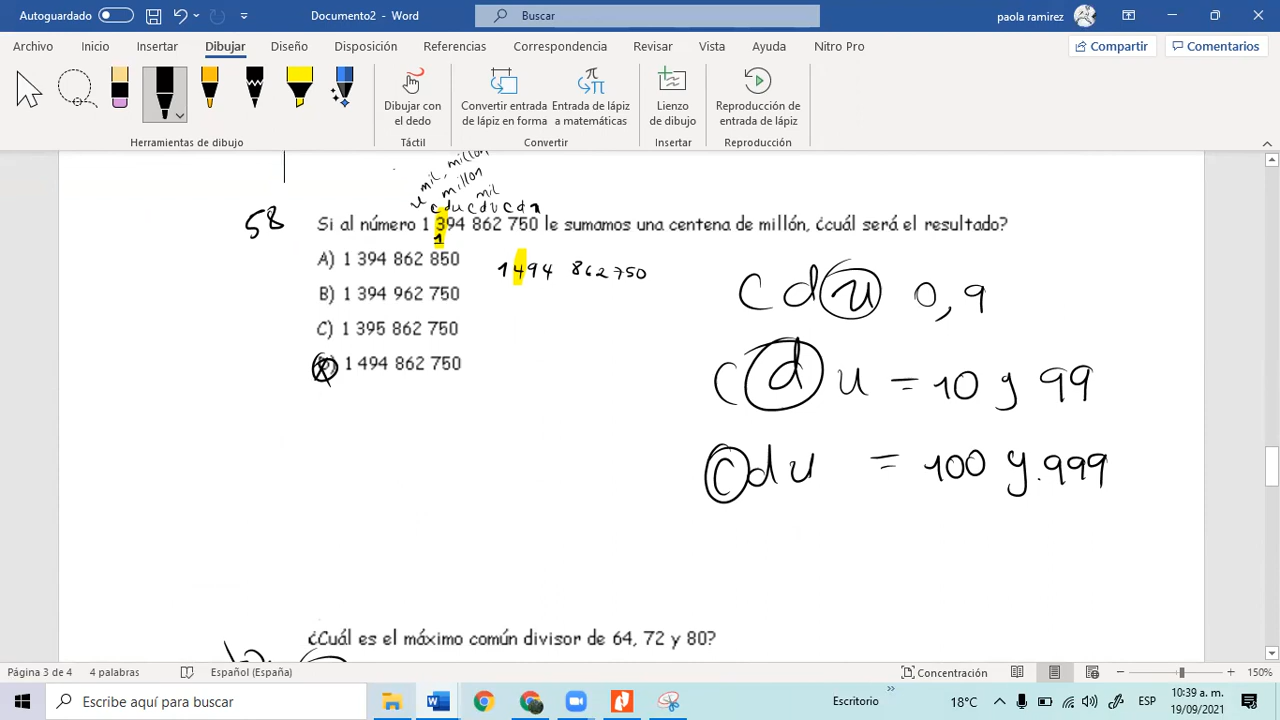 Autoguardado
Documento2 - Word
Buscar
paola ramirez
Archivo Inicio Insertar Dibujar Diseño Disposición Referencias Correspondencia Revisar Vista Ayuda Nitro Pro
Compartir Comentarios
Dibujar con el dedo
Convertir entrada de lápiz en forma
Entrada de lápiz a matemáticas
Lienzo de dibujo
Reproducción de entrada de lápiz
Herramientas de dibujo Táctil Convertir Insertar Reproducción
mil millon
millon
mil
u c d u c d u c d u
58
Si al número 1 394 862 750 le sumamos una centena de millón, ¿cuál será el resultado?
1
A) 1 394 862 850
1494 862750
B) 1 394 962 750
C) 1 395 862 750
1 494 862 750
c d u 0,9
c d u = 10 y 99
c d u = 100 y 999
¿Cuál es el máximo común divisor de 64, 72 y 80?
Página 3 de 4 4 palabras Español (España) Concentración 150%
Escribe aquí para buscar
Escritorio » 18°C ESP
10:39 a. m.
19/09/2021